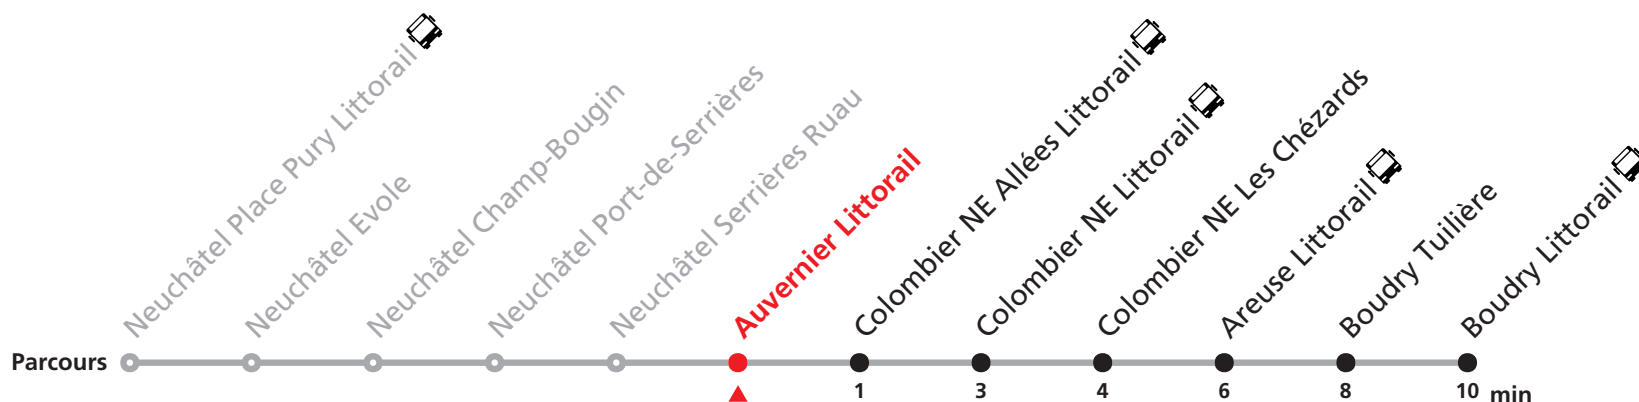 Neuchâtel Place Pury Littorail
Neuchâtel Evole
Neuchâtel Champ-Bougin
Neuchâtel Port-de-Serrières
Neuchâtel Serrières Ruau
Auvernier Littorail
Colombier NE Allées Littorail
Colombier NE Littorail
Colombier NE Les Chézards
Areuse Littorail
Boudry Tuilière
Boudry Littorail
Parcours
1 3 4 6 8 10 min